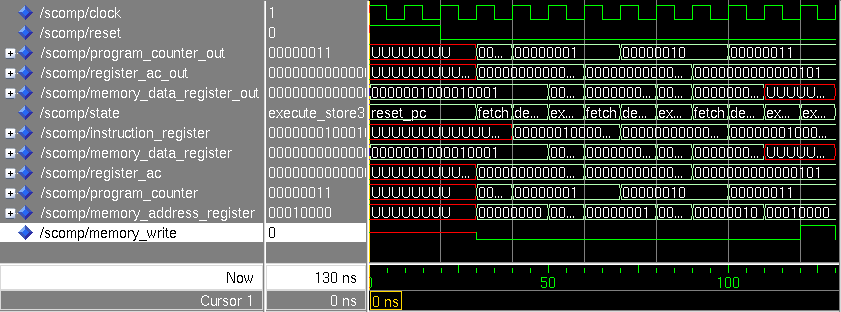 /scomp/clock 1
/scomp/reset 0
/scomp/program_counter_out 00000011 UUUUUUUU 00... 00000001 00000010 00000011
/scomp/register_ac_out 0000000000000 UUUUUUUU... 00000000000... 0000000000... 0000000000000101
/scomp/memory_data_register_out 0000000000000 0000001000010001 00... 0000000... 00... 0000000... UUUUU...
/scomp/state execute_store3 reset_pc fetch de... ex... fetch de... ex... fetch de... ex... ex...
/scomp/instruction_register 0000001000100 UUUUUUUUUUUU... 00000010000... 0000000000... 0000001000...
/scomp/memory_data_register 0000000000000 0000001000010001 00... 0000000... 00... 0000000... UUUUU...
/scomp/register_ac 0000000000000 UUUUUUUU... 00000000000... 0000000000... 0000000000000101
/scomp/program_counter 00000011 UUUUUUUU 00... 00000001 00000010 00000011
/scomp/memory_address_register 00010000 UUUUUUUU 00000000 00... 00000001 00... 00000010 00010000
/scomp/memory_write 0
Now 130 ns 50 100
Cursor 1 0 ns 0 ns